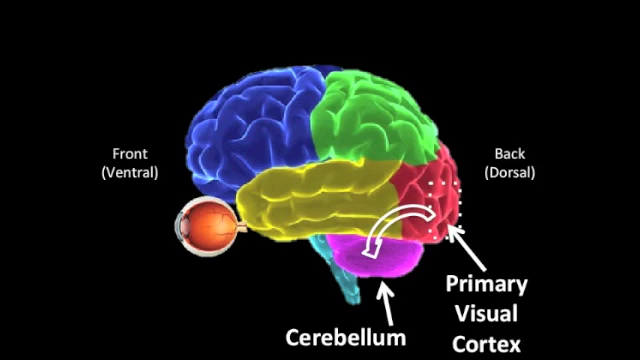 Front
(Ventral)
Back
(Dorsal)
Primary
Visual
Cortex
Cerebellum